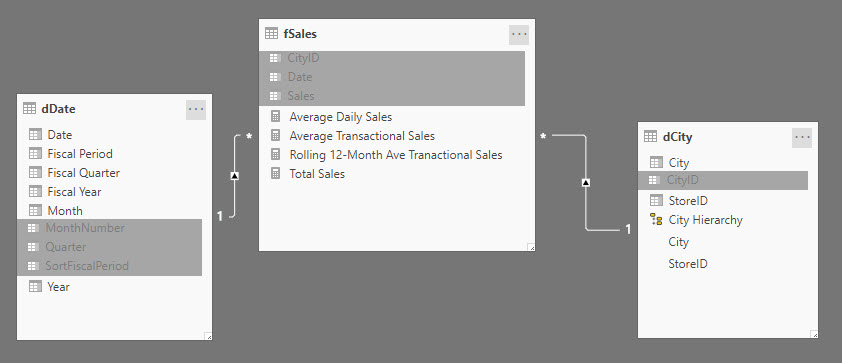 dDate
Date
Fiscal Period
Fiscal Quarter
Fiscal Year
Month
MonthNumber
Quarter
SortFiscalPeriod
Year
1
*
fSales
CityID
Date
Sales
Average Daily Sales
Average Transactional Sales
Rolling 12-Month Ave Tranactional Sales
Total Sales
*
1
dCity
City
CityID
StoreID
City Hierarchy
City
StoreID